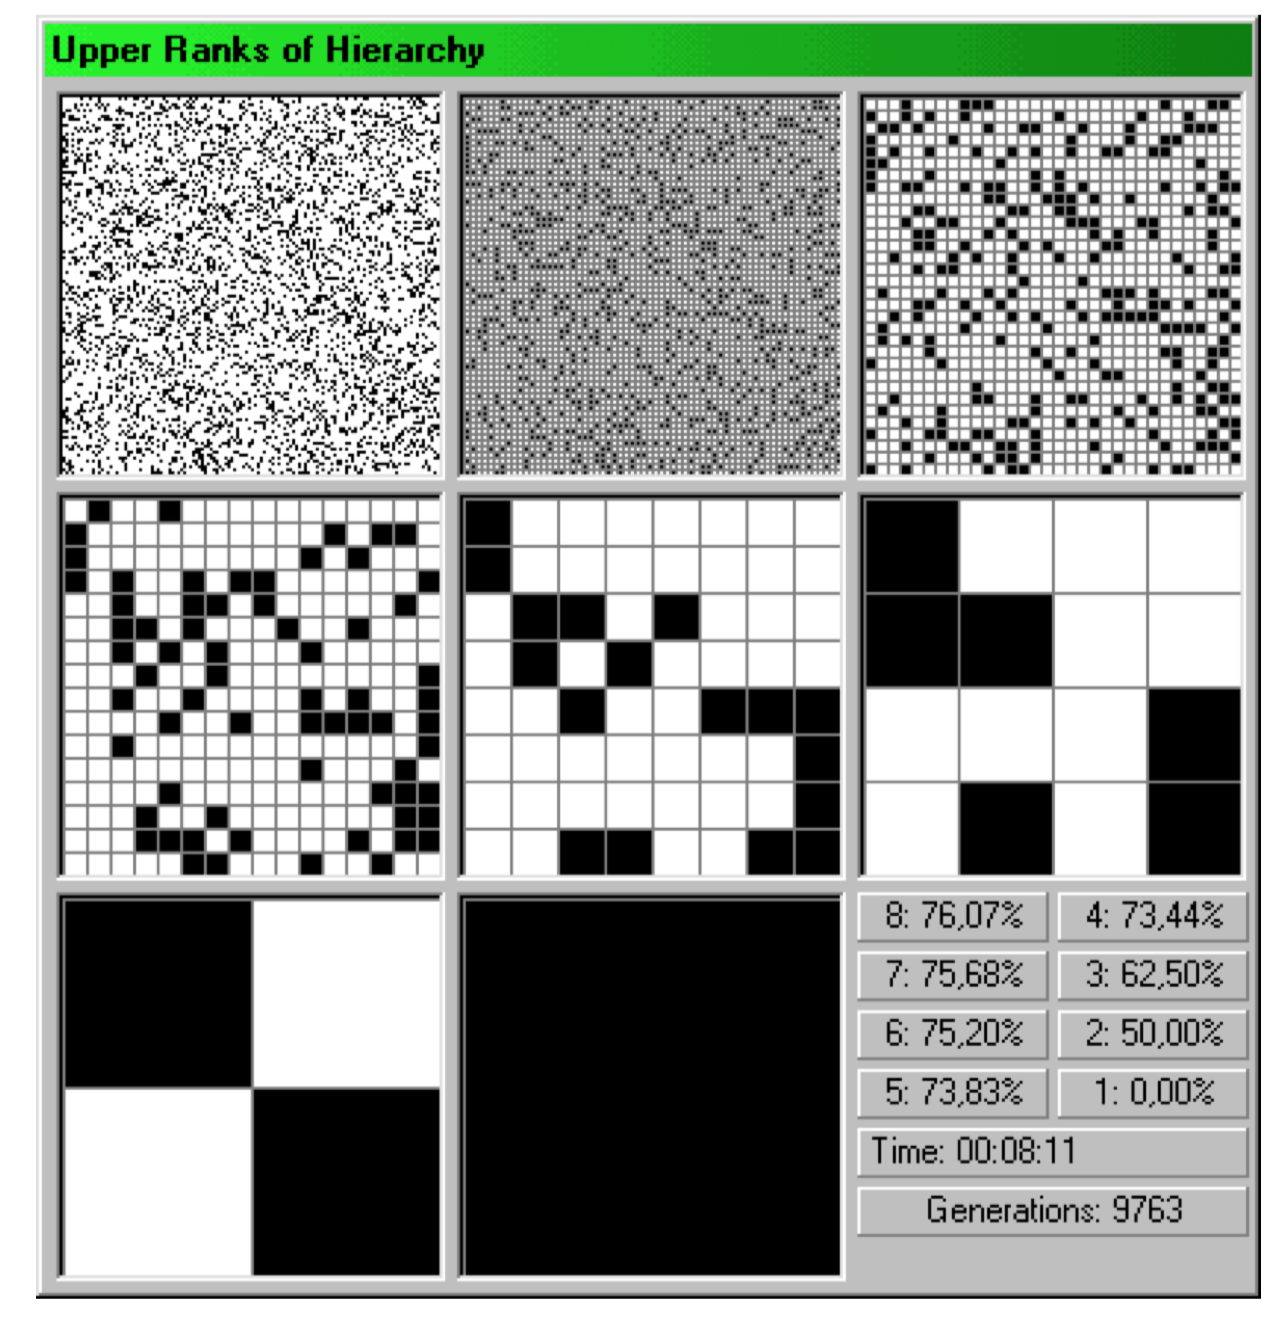 Upper Ranks of Hierarchy
8: 76,07% 4: 73,44%
7: 75,68% 3: 62,50%
6: 75,20% 2: 50,00%
5: 73,83% 1: 0,00%
Time: 00:08:11
Generations: 9763